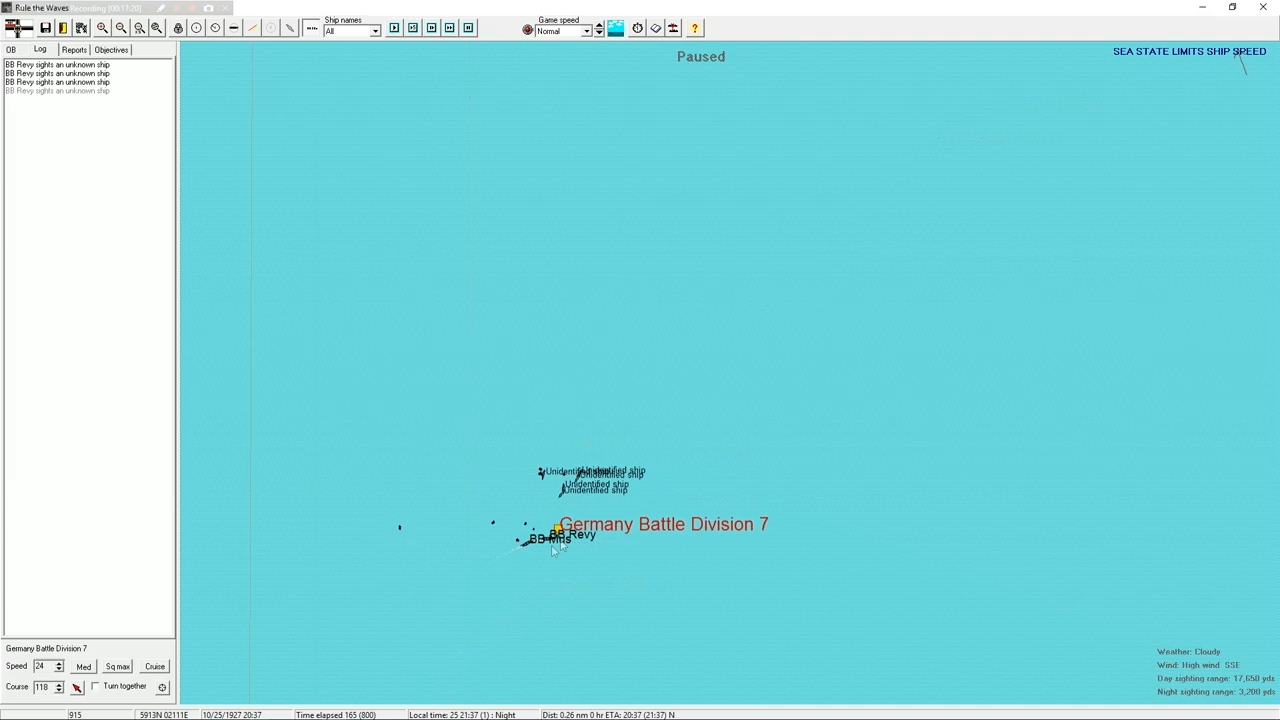 Rule the Waves Recording [00:17:20]
Ship names
All
Game speed
Normal
OB Log Reports Objectives
BB Revy sights an unknown ship
BB Revy sights an unknown ship
BB Revy sights an unknown ship
BB Revy sights an unknown ship
Paused
SEA STATE LIMITS SHIP SPEED
Unidentified ship
Unidentified ship
Unidentified ship
Unidentified ship
Germany Battle Division 7
BB Revy
BB
Weather: Cloudy
Wind: High wind SSE
Day sighting range: 17,650 yds
Night sighting range: 3,200 yds
Germany Battle Division 7
Speed 24 Med Sq max Cruise
Course 118 Turn together
915 5913N 02111E 10/25/1927 20:37 Time elapsed 165 (800) Local time: 25 21:37 (1) : Night Dist: 0.26 nm 0 hr ETA: 20:37 (21:37) N